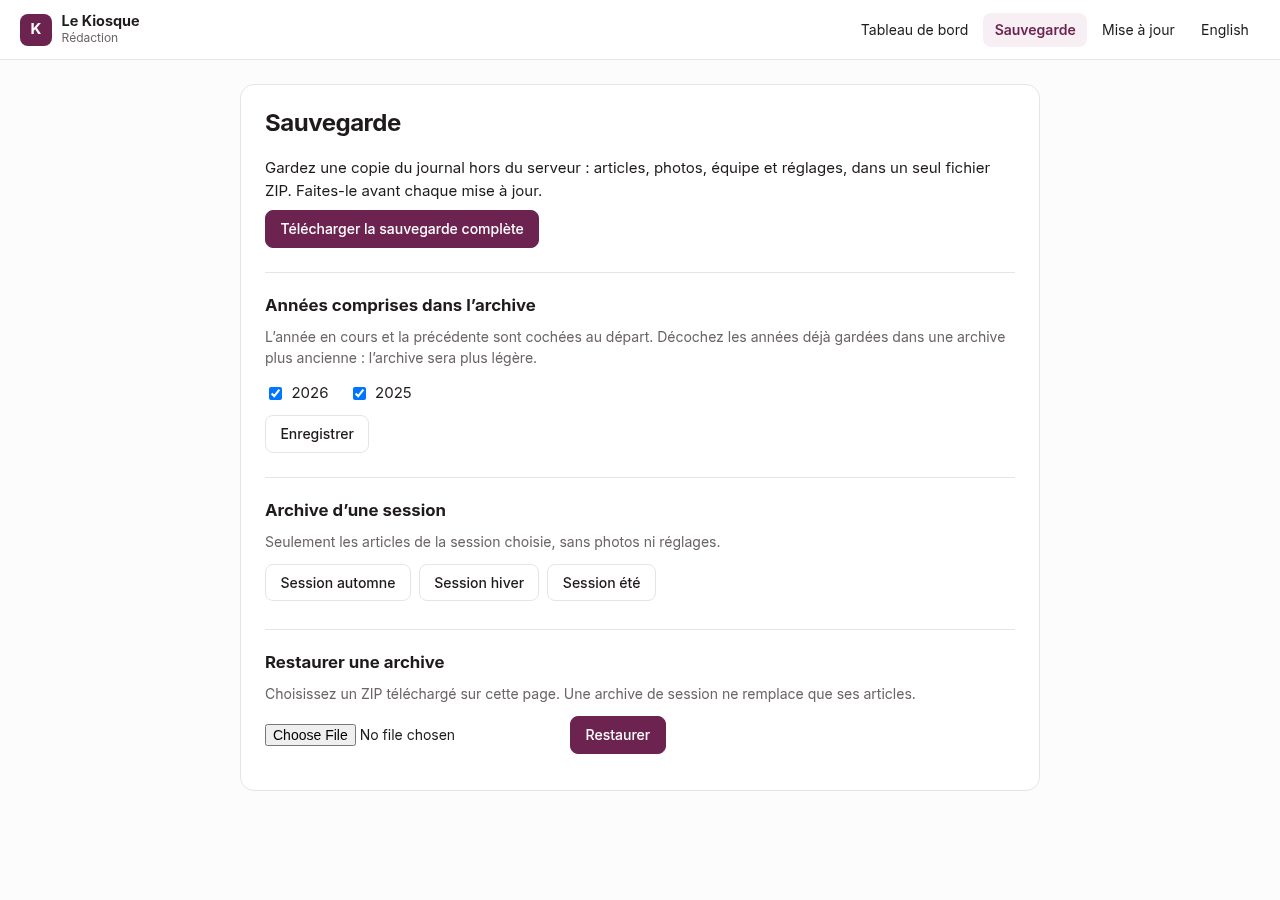 K
Le Kiosque
Rédaction
Tableau de bord
Sauvegarde
Mise à jour
English
Sauvegarde
Gardez une copie du journal hors du serveur : articles, photos, équipe et réglages, dans un seul fichier
ZIP. Faites-le avant chaque mise à jour.
Télécharger la sauvegarde complète
Années comprises dans l’archive
L’année en cours et la précédente sont cochées au départ. Décochez les années déjà gardées dans une archive
plus ancienne : l’archive sera plus légère.
2026 2025
Enregistrer
Archive d’une session
Seulement les articles de la session choisie, sans photos ni réglages.
Session automne Session hiver Session été
Restaurer une archive
Choisissez un ZIP téléchargé sur cette page. Une archive de session ne remplace que ses articles.
Choose File No file chosen Restaurer